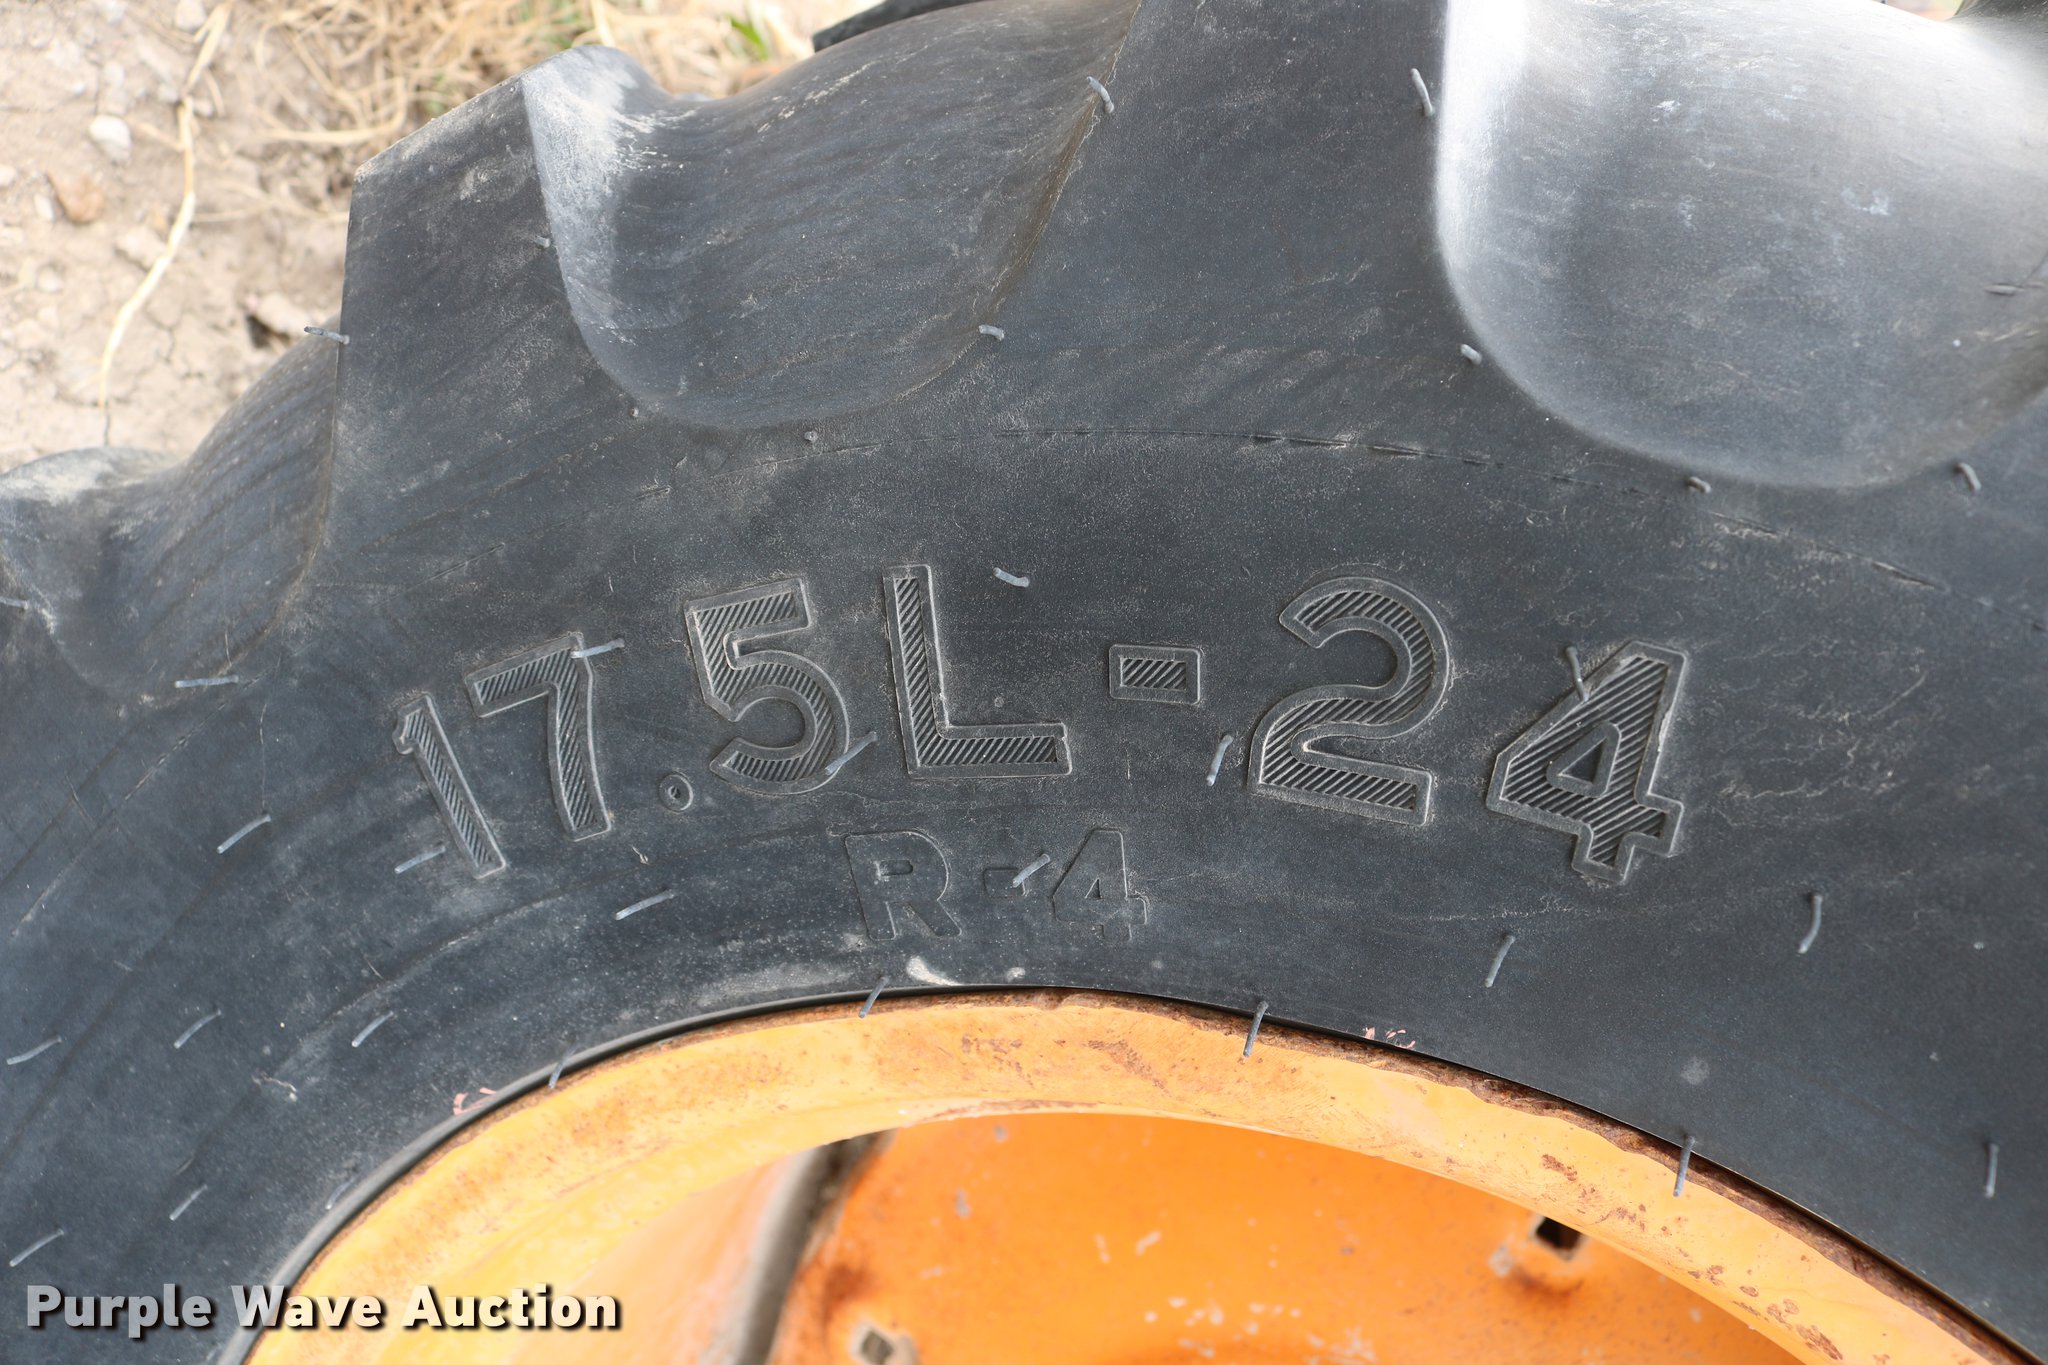 17.5L-24
R-4
Purple Wave Auction